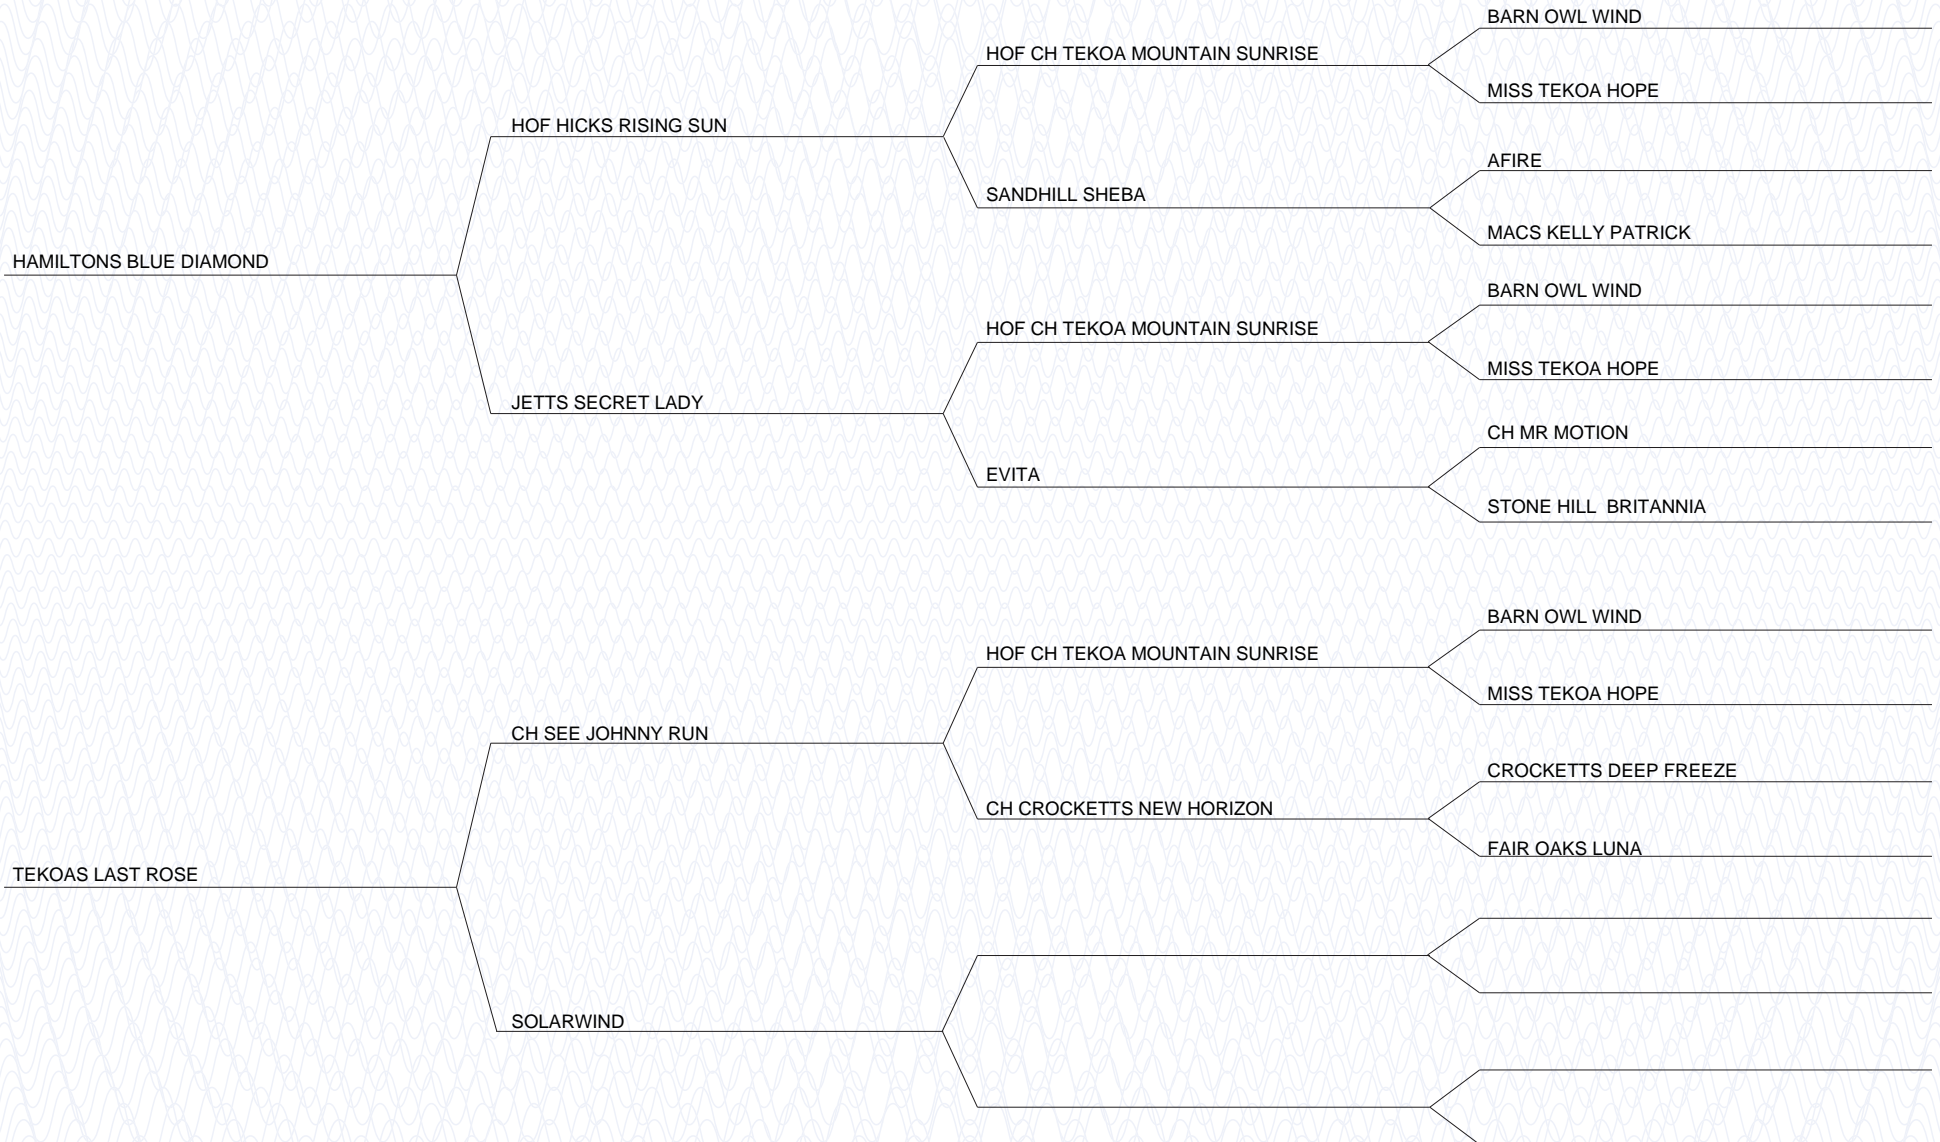 BARN OWL WIND
HOF CH TEKOA MOUNTAIN SUNRISE
MISS TEKOA HOPE
HOF HICKS RISING SUN
AFIRE
SANDHILL SHEBA
MACS KELLY PATRICK
HAMILTONS BLUE DIAMOND
BARN OWL WIND
HOF CH TEKOA MOUNTAIN SUNRISE
MISS TEKOA HOPE
JETTS SECRET LADY
CH MR MOTION
EVITA
STONE HILL  BRITANNIA
BARN OWL WIND
HOF CH TEKOA MOUNTAIN SUNRISE
MISS TEKOA HOPE
CH SEE JOHNNY RUN
CROCKETTS DEEP FREEZE
CH CROCKETTS NEW HORIZON
FAIR OAKS LUNA
TEKOAS LAST ROSE
SOLARWIND